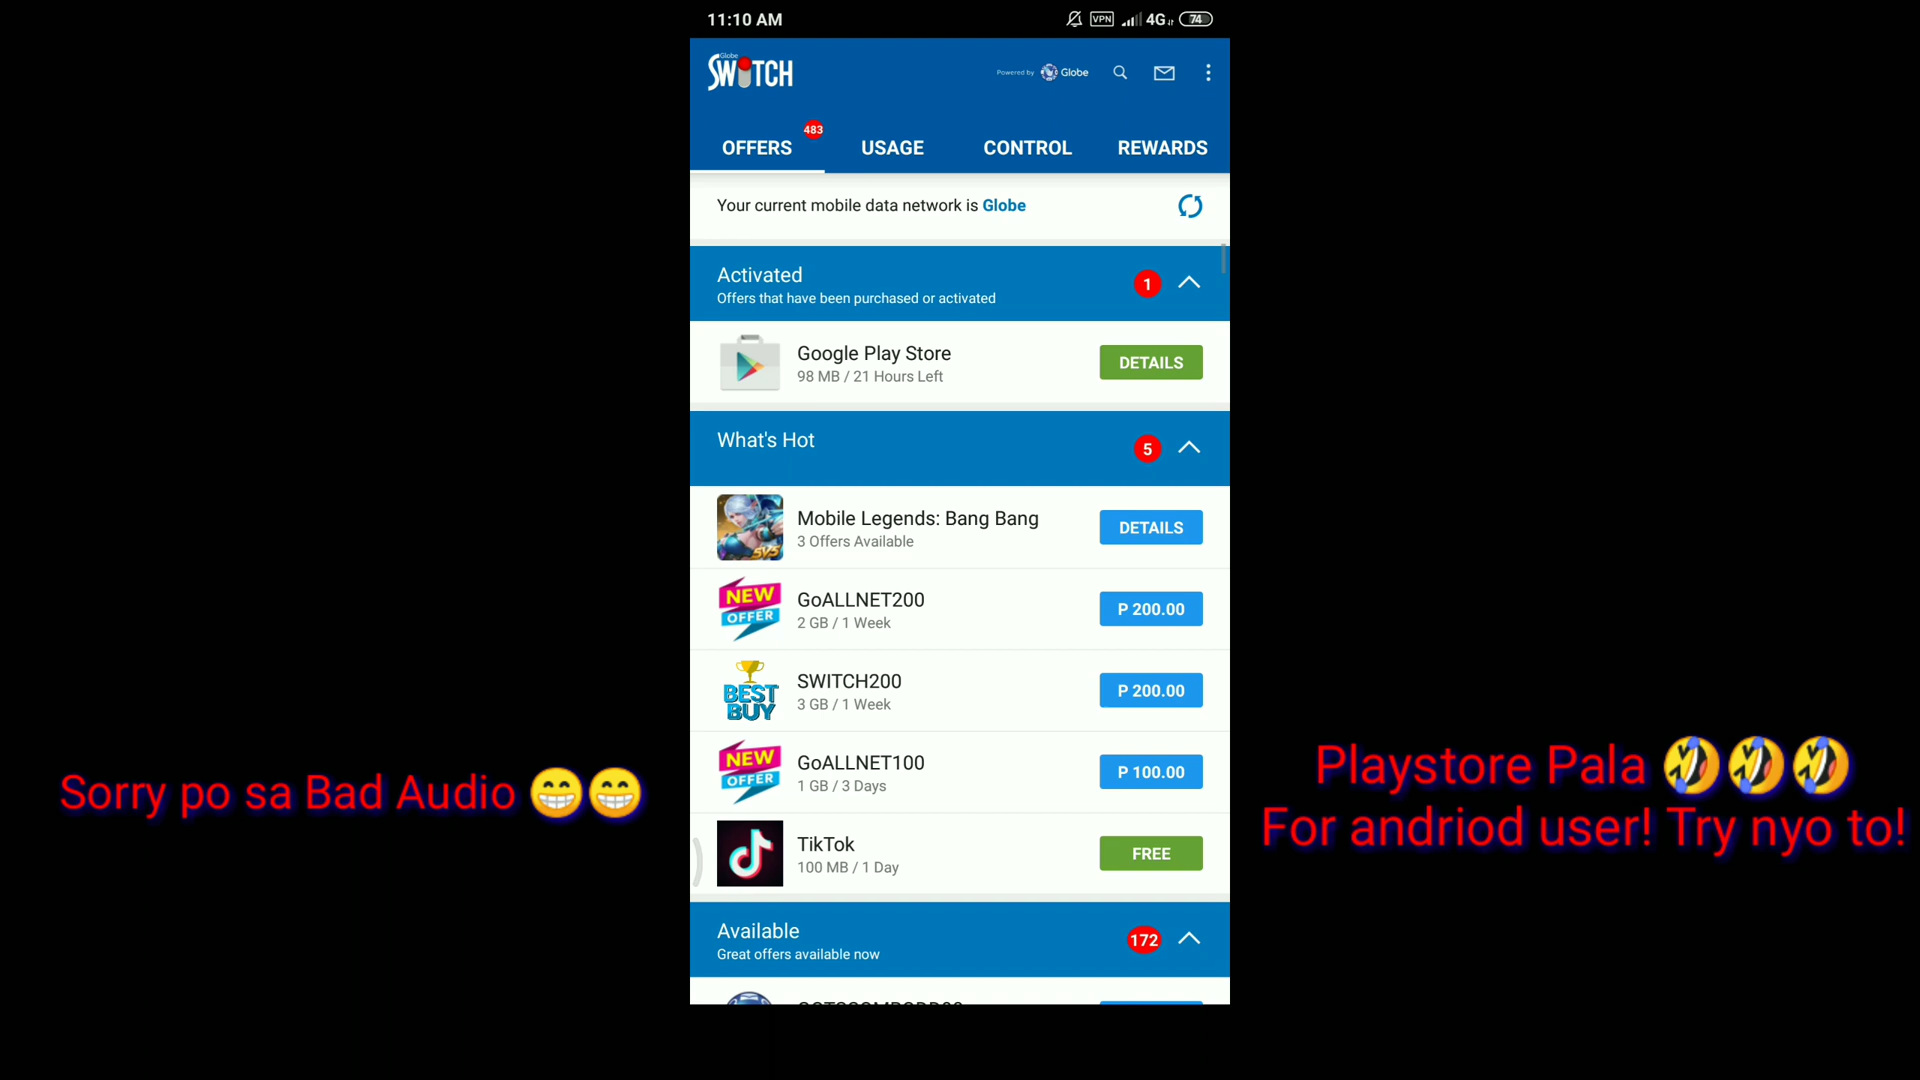 11:10 AM
VPN
4G
74
Globe
SWITCH
Powered by Globe
OFFERS
483
USAGE
CONTROL
REWARDS
Your current mobile data network is Globe
Activated
Offers that have been purchased or activated
1
Google Play Store
98 MB / 21 Hours Left
DETAILS
What's Hot
5
5V5
Mobile Legends: Bang Bang
3 Offers Available
DETAILS
NEW
OFFER
GoALLNET200
2 GB / 1 Week
P 200.00
BEST
BUY
SWITCH200
3 GB / 1 Week
P 200.00
NEW
OFFER
GoALLNET100
1 GB / 3 Days
P 100.00
TikTok
100 MB / 1 Day
FREE
Available
Great offers available now
172
Sorry po sa Bad Audio 😁😁
Playstore Pala 🤣🤣🤣
For andriod user! Try nyo to!